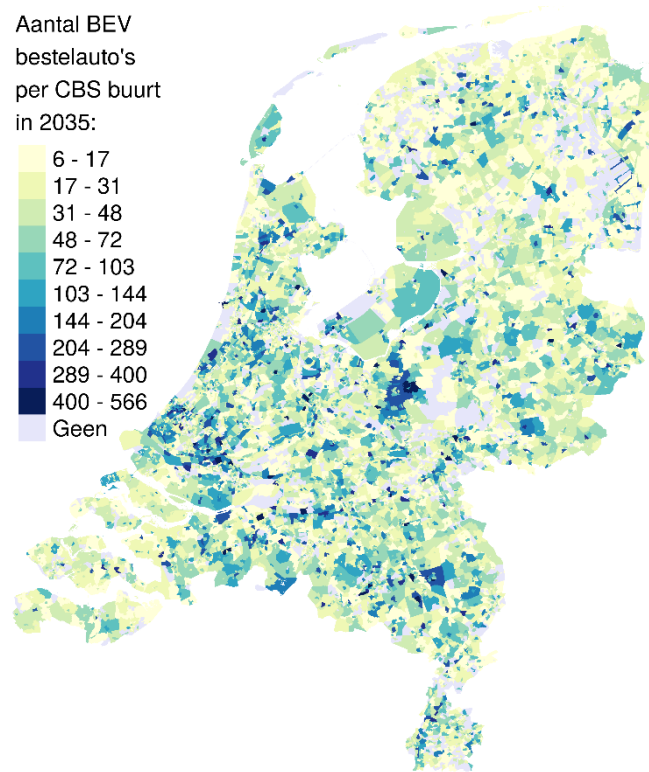 Aantal BEV
bestelauto's
per CBS buurt
in 2035:
6 - 17
17 - 31
31 - 48
48 - 72
72 - 103
103 - 144
144 - 204
204 - 289
289 - 400
400 - 566
Geen